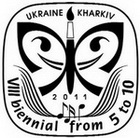 UKRAINE KHARKIV
2011
VIII biennial from 5 to 10